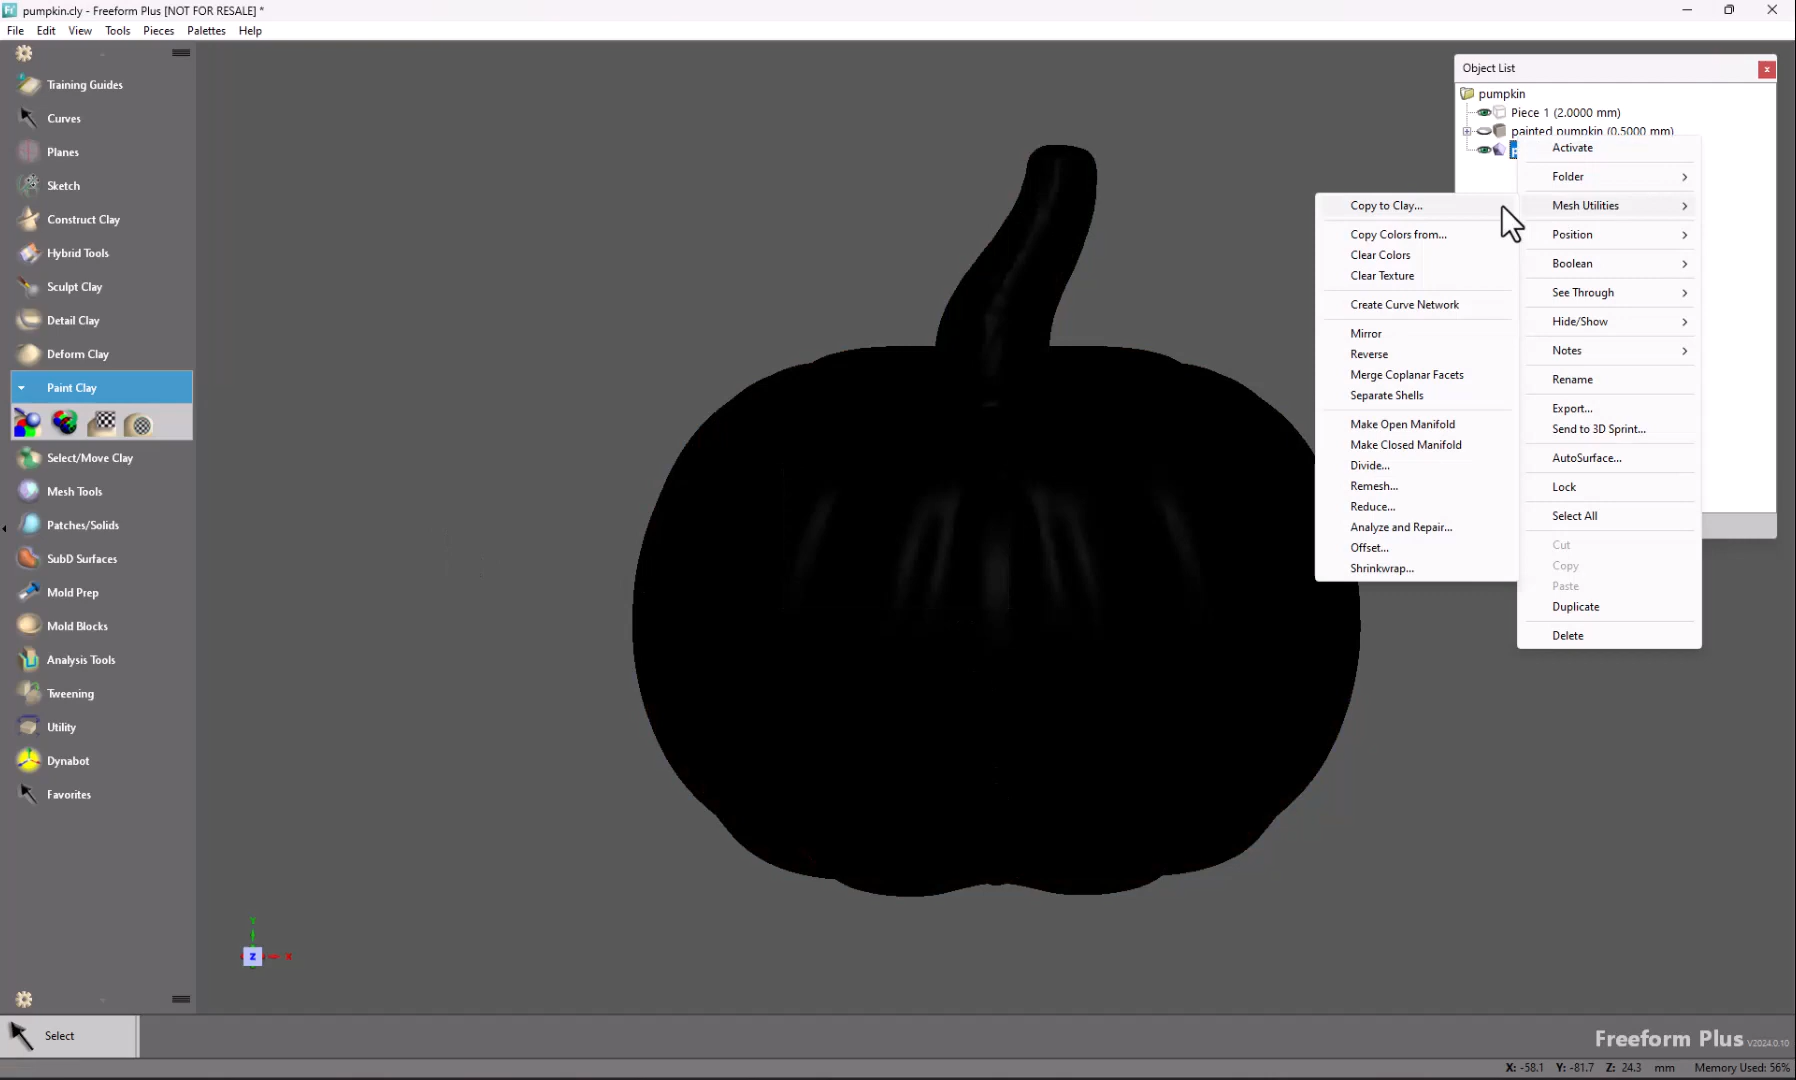 pumpkin.cly - Freeform Plus [NOT FOR RESALE] *
File Edit View Tools Pieces Palettes Help
Training Guides
Curves
Planes
Sketch
Construct Clay
Hybrid Tools
Sculpt Clay
Detail Clay
Deform Clay
Paint Clay
Select/Move Clay
Mesh Tools
Patches/Solids
SubD Surfaces
Mold Prep
Mold Blocks
Analysis Tools
Tweening
Utility
Dynabot
Favorites
Select
Object List
pumpkin
Piece 1 (2.0000 mm)
painted pumpkin (0.5000 mm)
Activate
Folder
Mesh Utilities
Position
Boolean
See Through
Hide/Show
Notes
Rename
Export...
Send to 3D Sprint...
AutoSurface...
Lock
Select All
Cut
Copy
Paste
Duplicate
Delete
Copy to Clay...
Copy Colors from...
Clear Colors
Clear Texture
Create Curve Network
Mirror
Reverse
Merge Coplanar Facets
Separate Shells
Make Open Manifold
Make Closed Manifold
Divide...
Remesh...
Reduce...
Analyze and Repair...
Offset...
Shrinkwrap...
Y
Z
X
Freeform Plus V2024.0.10
X: -58.1 Y: -81.7 Z: 24.3 mm Memory Used: 56%